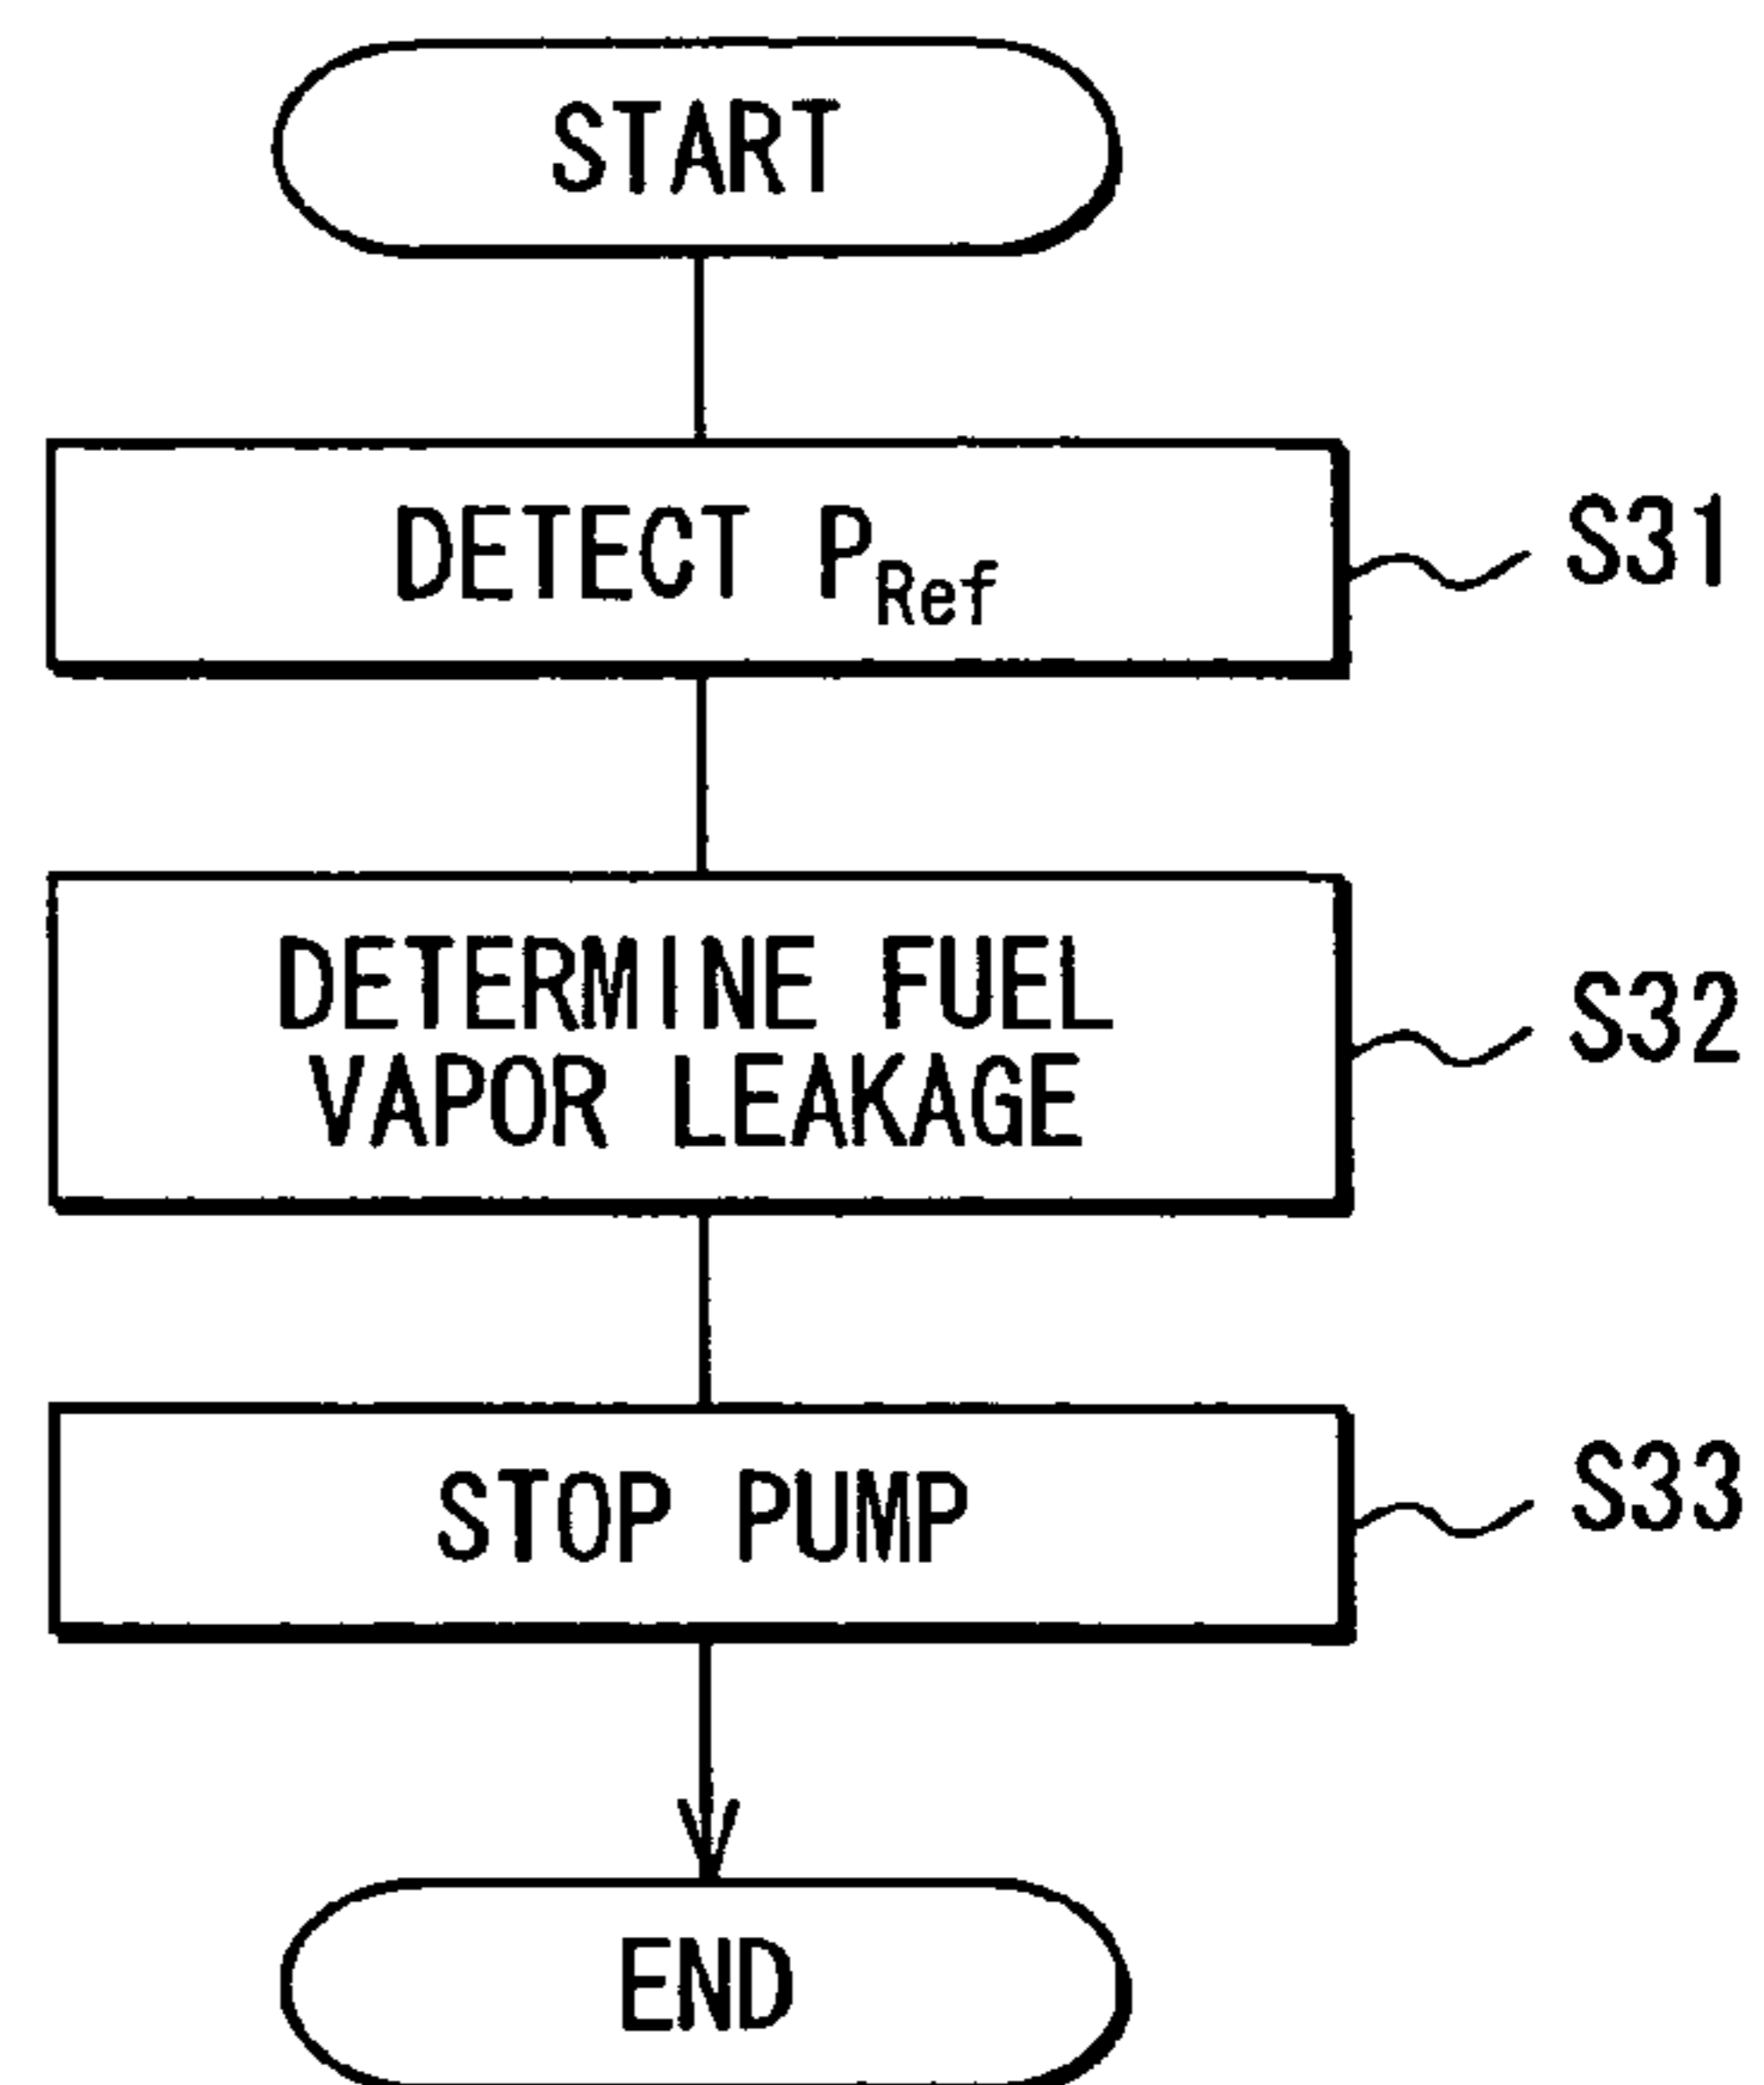 START
DETECT P_Ref
S31
DETERMINE FUEL
VAPOR LEAKAGE
S32
STOP PUMP
S33
END